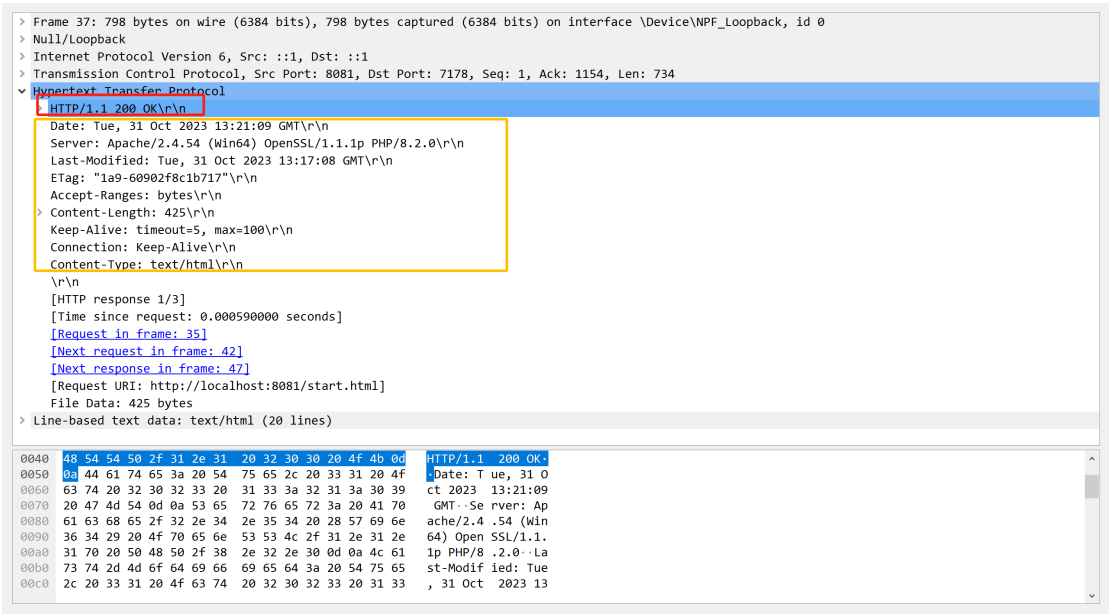 Frame 37: 798 bytes on wire (6384 bits), 798 bytes captured (6384 bits) on interface \Device\NPF_Loopback, id 0
Null/Loopback
Internet Protocol Version 6, Src: ::1, Dst: ::1
Transmission Control Protocol, Src Port: 8081, Dst Port: 7178, Seq: 1, Ack: 1154, Len: 734
Hypertext Transfer Protocol
HTTP/1.1 200 OK\r\n
Date: Tue, 31 Oct 2023 13:21:09 GMT\r\n
Server: Apache/2.4.54 (Win64) OpenSSL/1.1.1p PHP/8.2.0\r\n
Last-Modified: Tue, 31 Oct 2023 13:17:08 GMT\r\n
ETag: "1a9-60902f8c1b717"\r\n
Accept-Ranges: bytes\r\n
Content-Length: 425\r\n
Keep-Alive: timeout=5, max=100\r\n
Connection: Keep-Alive\r\n
Content-Type: text/html\r\n
\r\n
[HTTP response 1/3]
[Time since request: 0.000590000 seconds]
[Request in frame: 35]
[Next request in frame: 42]
[Next response in frame: 47]
[Request URI: http://localhost:8081/start.html]
File Data: 425 bytes
Line-based text data: text/html (20 lines)
0040 48 54 54 50 2f 31 2e 31 20 32 30 30 20 4f 4b 0d HTTP/1.1 200 OK·
0050 0a 44 61 74 65 3a 20 54 75 65 2c 20 33 31 20 4f ·Date: T ue, 31 O
0060 63 74 20 32 30 32 33 20 31 33 3a 32 31 3a 30 39 ct 2023 13:21:09
0070 20 47 4d 54 0d 0a 53 65 72 76 65 72 3a 20 41 70 GMT··Se rver: Ap
0080 61 63 68 65 2f 32 2e 34 2e 35 34 20 28 57 69 6e ache/2.4 .54 (Win
0090 36 34 29 20 4f 70 65 6e 53 53 4c 2f 31 2e 31 2e 64) Open SSL/1.1.
00a0 31 70 20 50 48 50 2f 38 2e 32 2e 30 0d 0a 4c 61 1p PHP/8 .2.0··La
00b0 73 74 2d 4d 6f 64 69 66 69 65 64 3a 20 54 75 65 st-Modif ied: Tue
00c0 2c 20 33 31 20 4f 63 74 20 32 30 32 33 20 31 33 , 31 Oct 2023 13